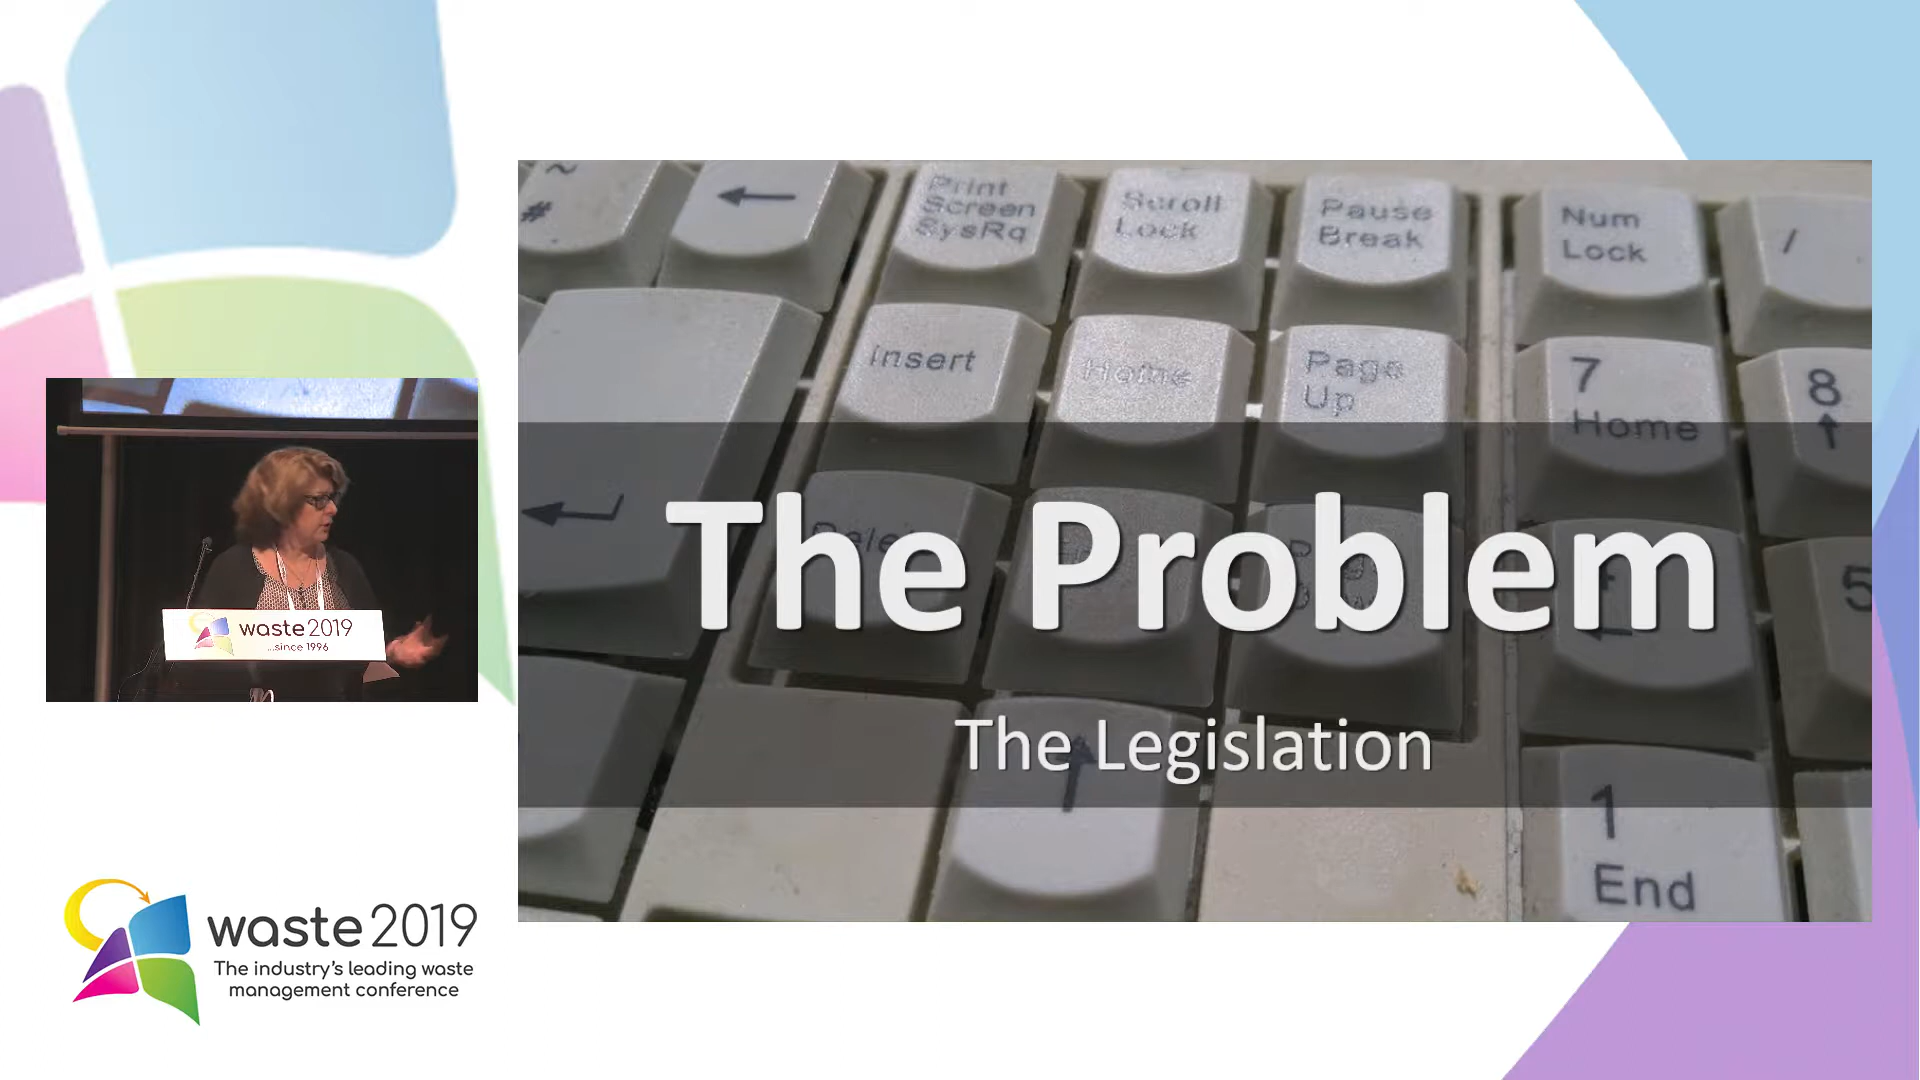 ~
#
Print
Screen
SysRq
Scroll
Lock
Pause
Break
Num
Lock
/
Insert
Home
Page
Up
7
Home
8
The Problem
5
The Legislation
1
End
waste2019
...since 1996
waste2019
The industry's leading waste
management conference